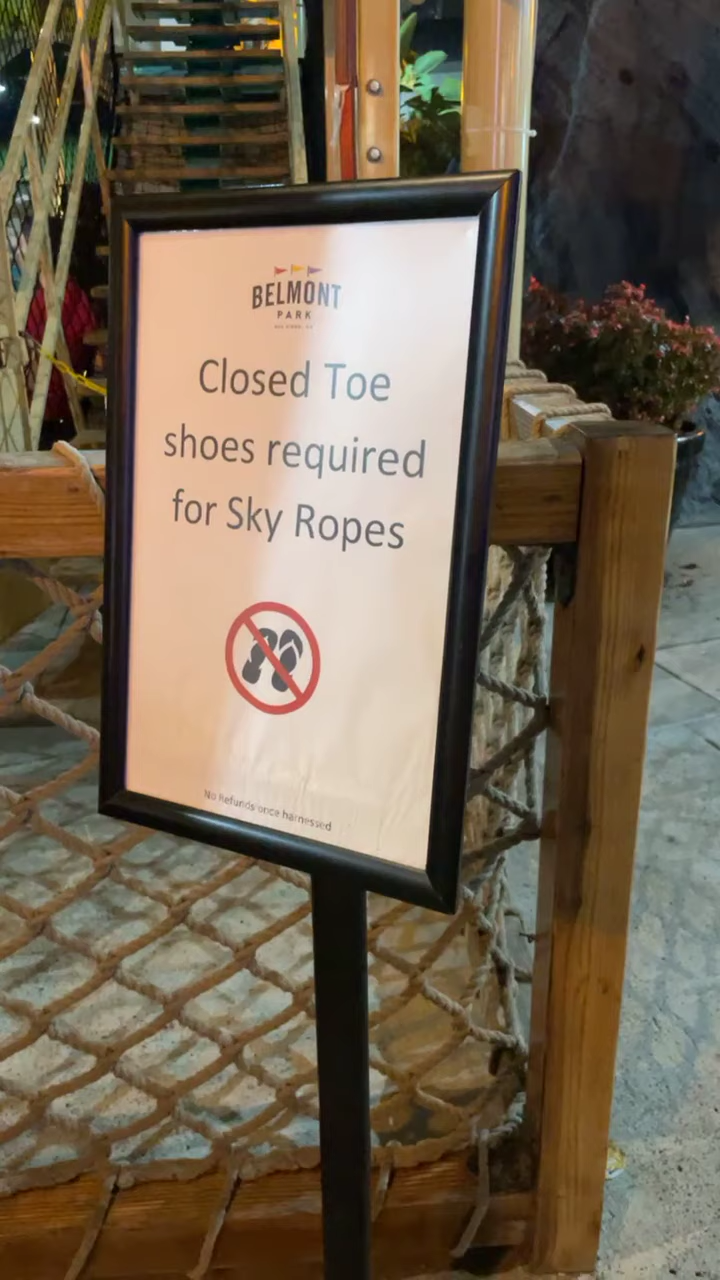 BELMONT
PARK
Closed Toe
shoes required
for Sky Ropes
No Refunds once harnessed